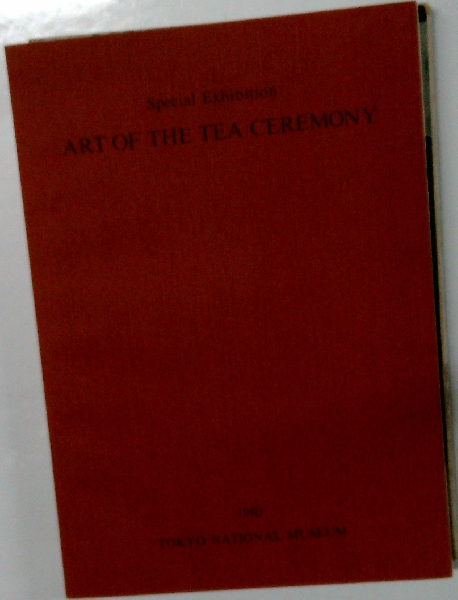 Special Exhibition
ART OF THE TEA CEREMONY
1980
TOKYO NATIONAL MUSEUM